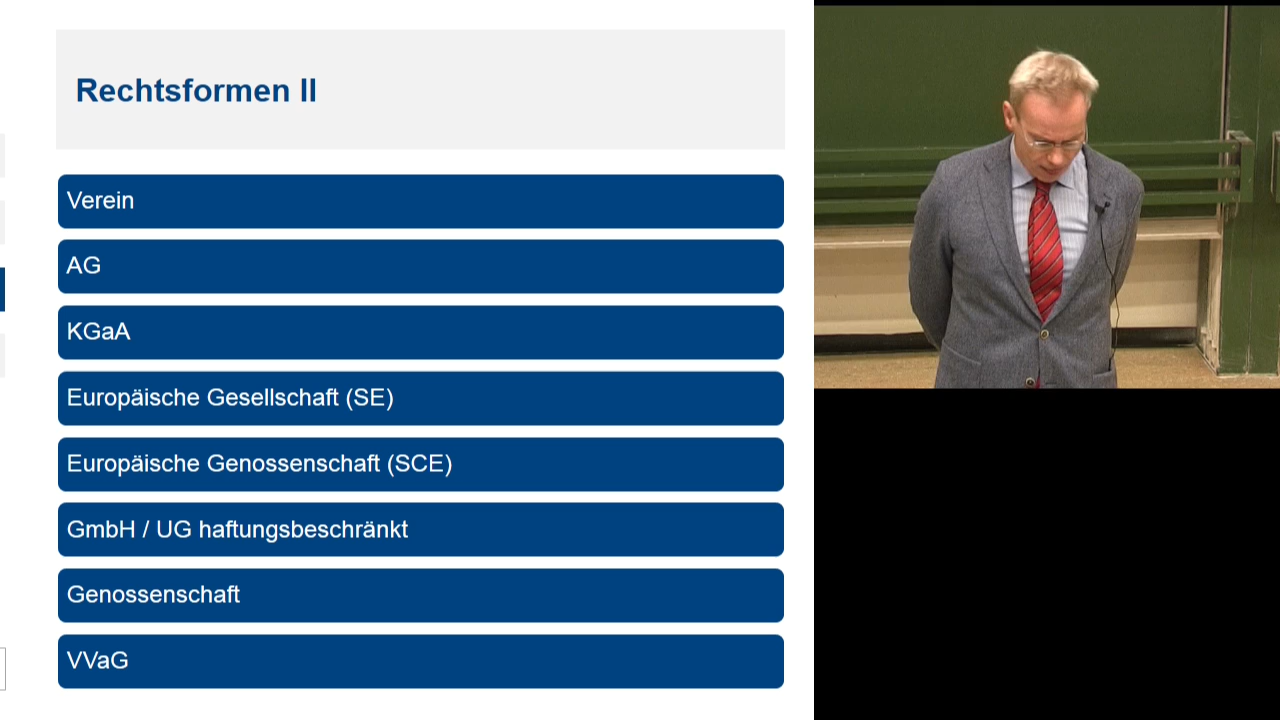 Rechtsformen II
Verein
AG
KGaA
Europäische Gesellschaft (SE)
Europäische Genossenschaft (SCE)
GmbH / UG haftungsbeschränkt
Genossenschaft
VVaG